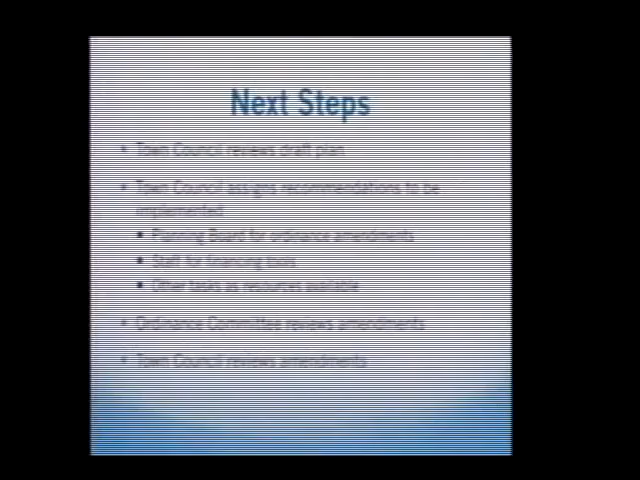 Next Steps
Town Council reviews draft plan
Town Council assigns recommendations to be
implemented
Planning Board for ordinance amendments
Staff for financing tools
Other tasks as resources available
Ordinance Committee reviews amendments
Town Council reviews amendments